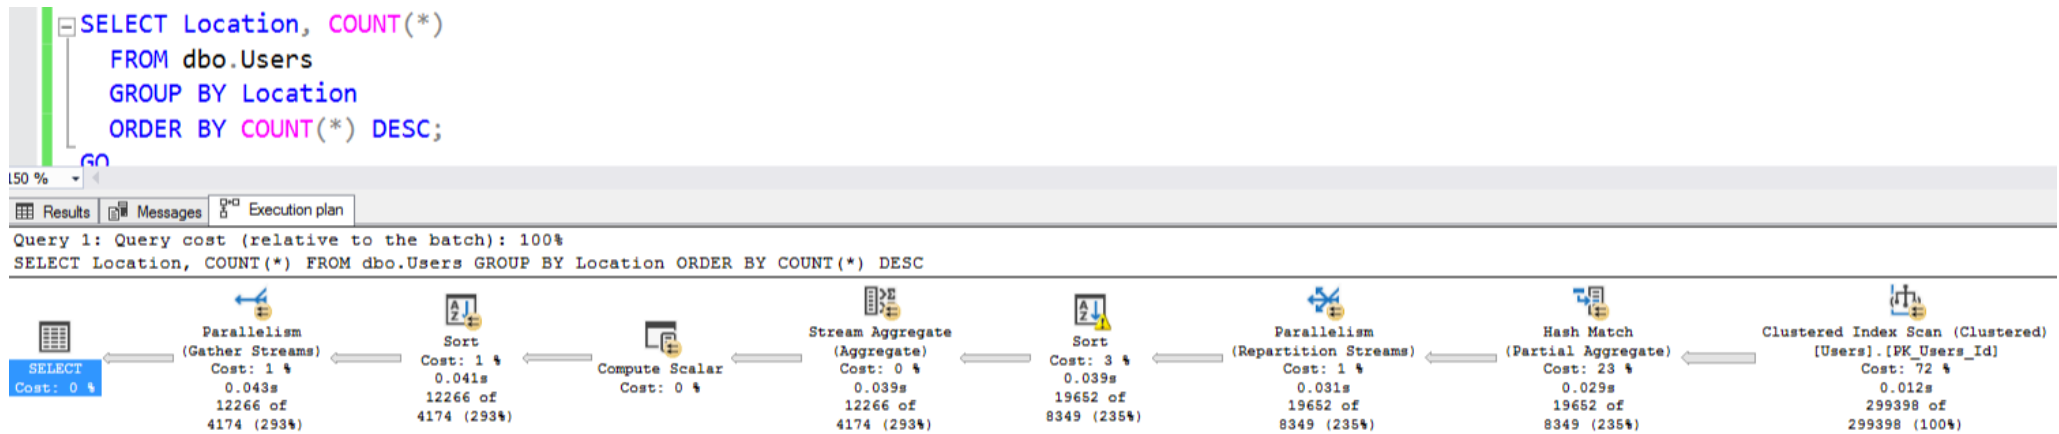 SELECT Location, COUNT(*)
FROM dbo.Users
GROUP BY Location
ORDER BY COUNT(*) DESC;
GO
150 %
Results Messages Execution plan
Query 1: Query cost (relative to the batch): 100%
SELECT Location, COUNT(*) FROM dbo.Users GROUP BY Location ORDER BY COUNT(*) DESC
SELECT
Cost: 0 %
Parallelism
(Gather Streams)
Cost: 1 %
0.043s
12266 of
4174 (293%)
Sort
Cost: 1 %
0.041s
12266 of
4174 (293%)
Compute Scalar
Cost: 0 %
Stream Aggregate
(Aggregate)
Cost: 0 %
0.039s
12266 of
4174 (293%)
Sort
Cost: 3 %
0.039s
19652 of
8349 (235%)
Parallelism
(Repartition Streams)
Cost: 1 %
0.031s
19652 of
8349 (235%)
Hash Match
(Partial Aggregate)
Cost: 23 %
0.029s
19652 of
8349 (235%)
Clustered Index Scan (Clustered)
[Users].[PK_Users_Id]
Cost: 72 %
0.012s
299398 of
299398 (100%)